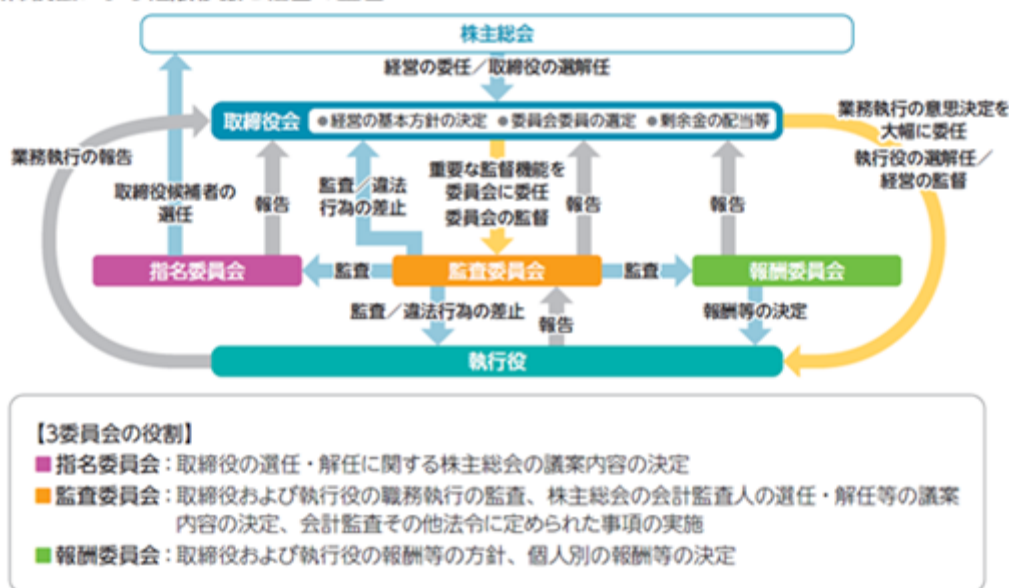 株主総会
経営の委任/取締役の選解任
取締役会
●経営の基本方針の決定 ●委員会委員の選定 ●剰余金の配当等
業務執行の意思決定を
大幅に委任
執行役の選解任/
経営の監督
業務執行の報告
取締役候補者の
選任
報告
監査/違法
行為の差止
重要な監督機能を
委員会に委任
委員会の監督
報告
報告
指名委員会
監査
監査委員会
監査
報酬委員会
監査/違法行為の差止
報告
報酬等の決定
執行役
【3委員会の役割】
■指名委員会:取締役の選任・解任に関する株主総会の議案内容の決定
■監査委員会:取締役および執行役の職務執行の監査、株主総会の会計監査人の選任・解任等の議案
内容の決定、会計監査その他法令に定められた事項の実施
■報酬委員会:取締役および執行役の報酬等の方針、個人別の報酬等の決定